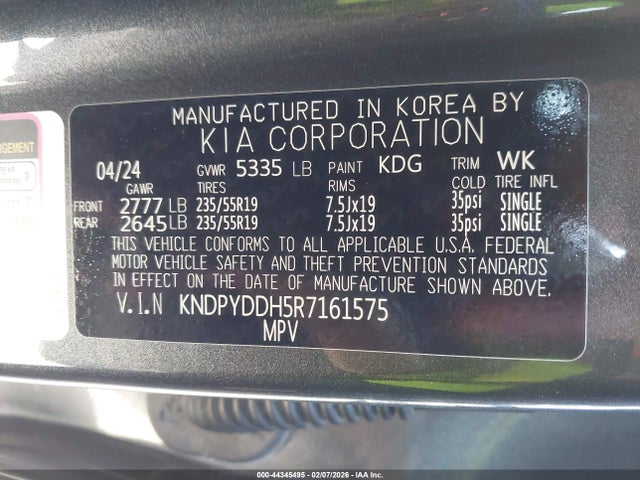 MANUFACTURED IN KOREA BY
KIA CORPORATION
04/24 GVWR 5335 LB PAINT KDG TRIM WK
GAWR TIRES RIMS COLD TIRE INFL
FRONT 2777 LB 235/55R19 7.5Jx19 35psi SINGLE
REAR 2645 LB 235/55R19 7.5Jx19 35psi SINGLE
THIS VEHICLE CONFORMS TO ALL APPLICABLE U.S.A. FEDERAL
MOTOR VEHICLE SAFETY AND THEFT PREVENTION STANDARDS
IN EFFECT ON THE DATE OF MANUFACTURE SHOWN ABOVE.
V.I.N KNDPYDDH5R7161575
MPV
REAR
000-44345495 - 02/07/2026 - IAA Inc.